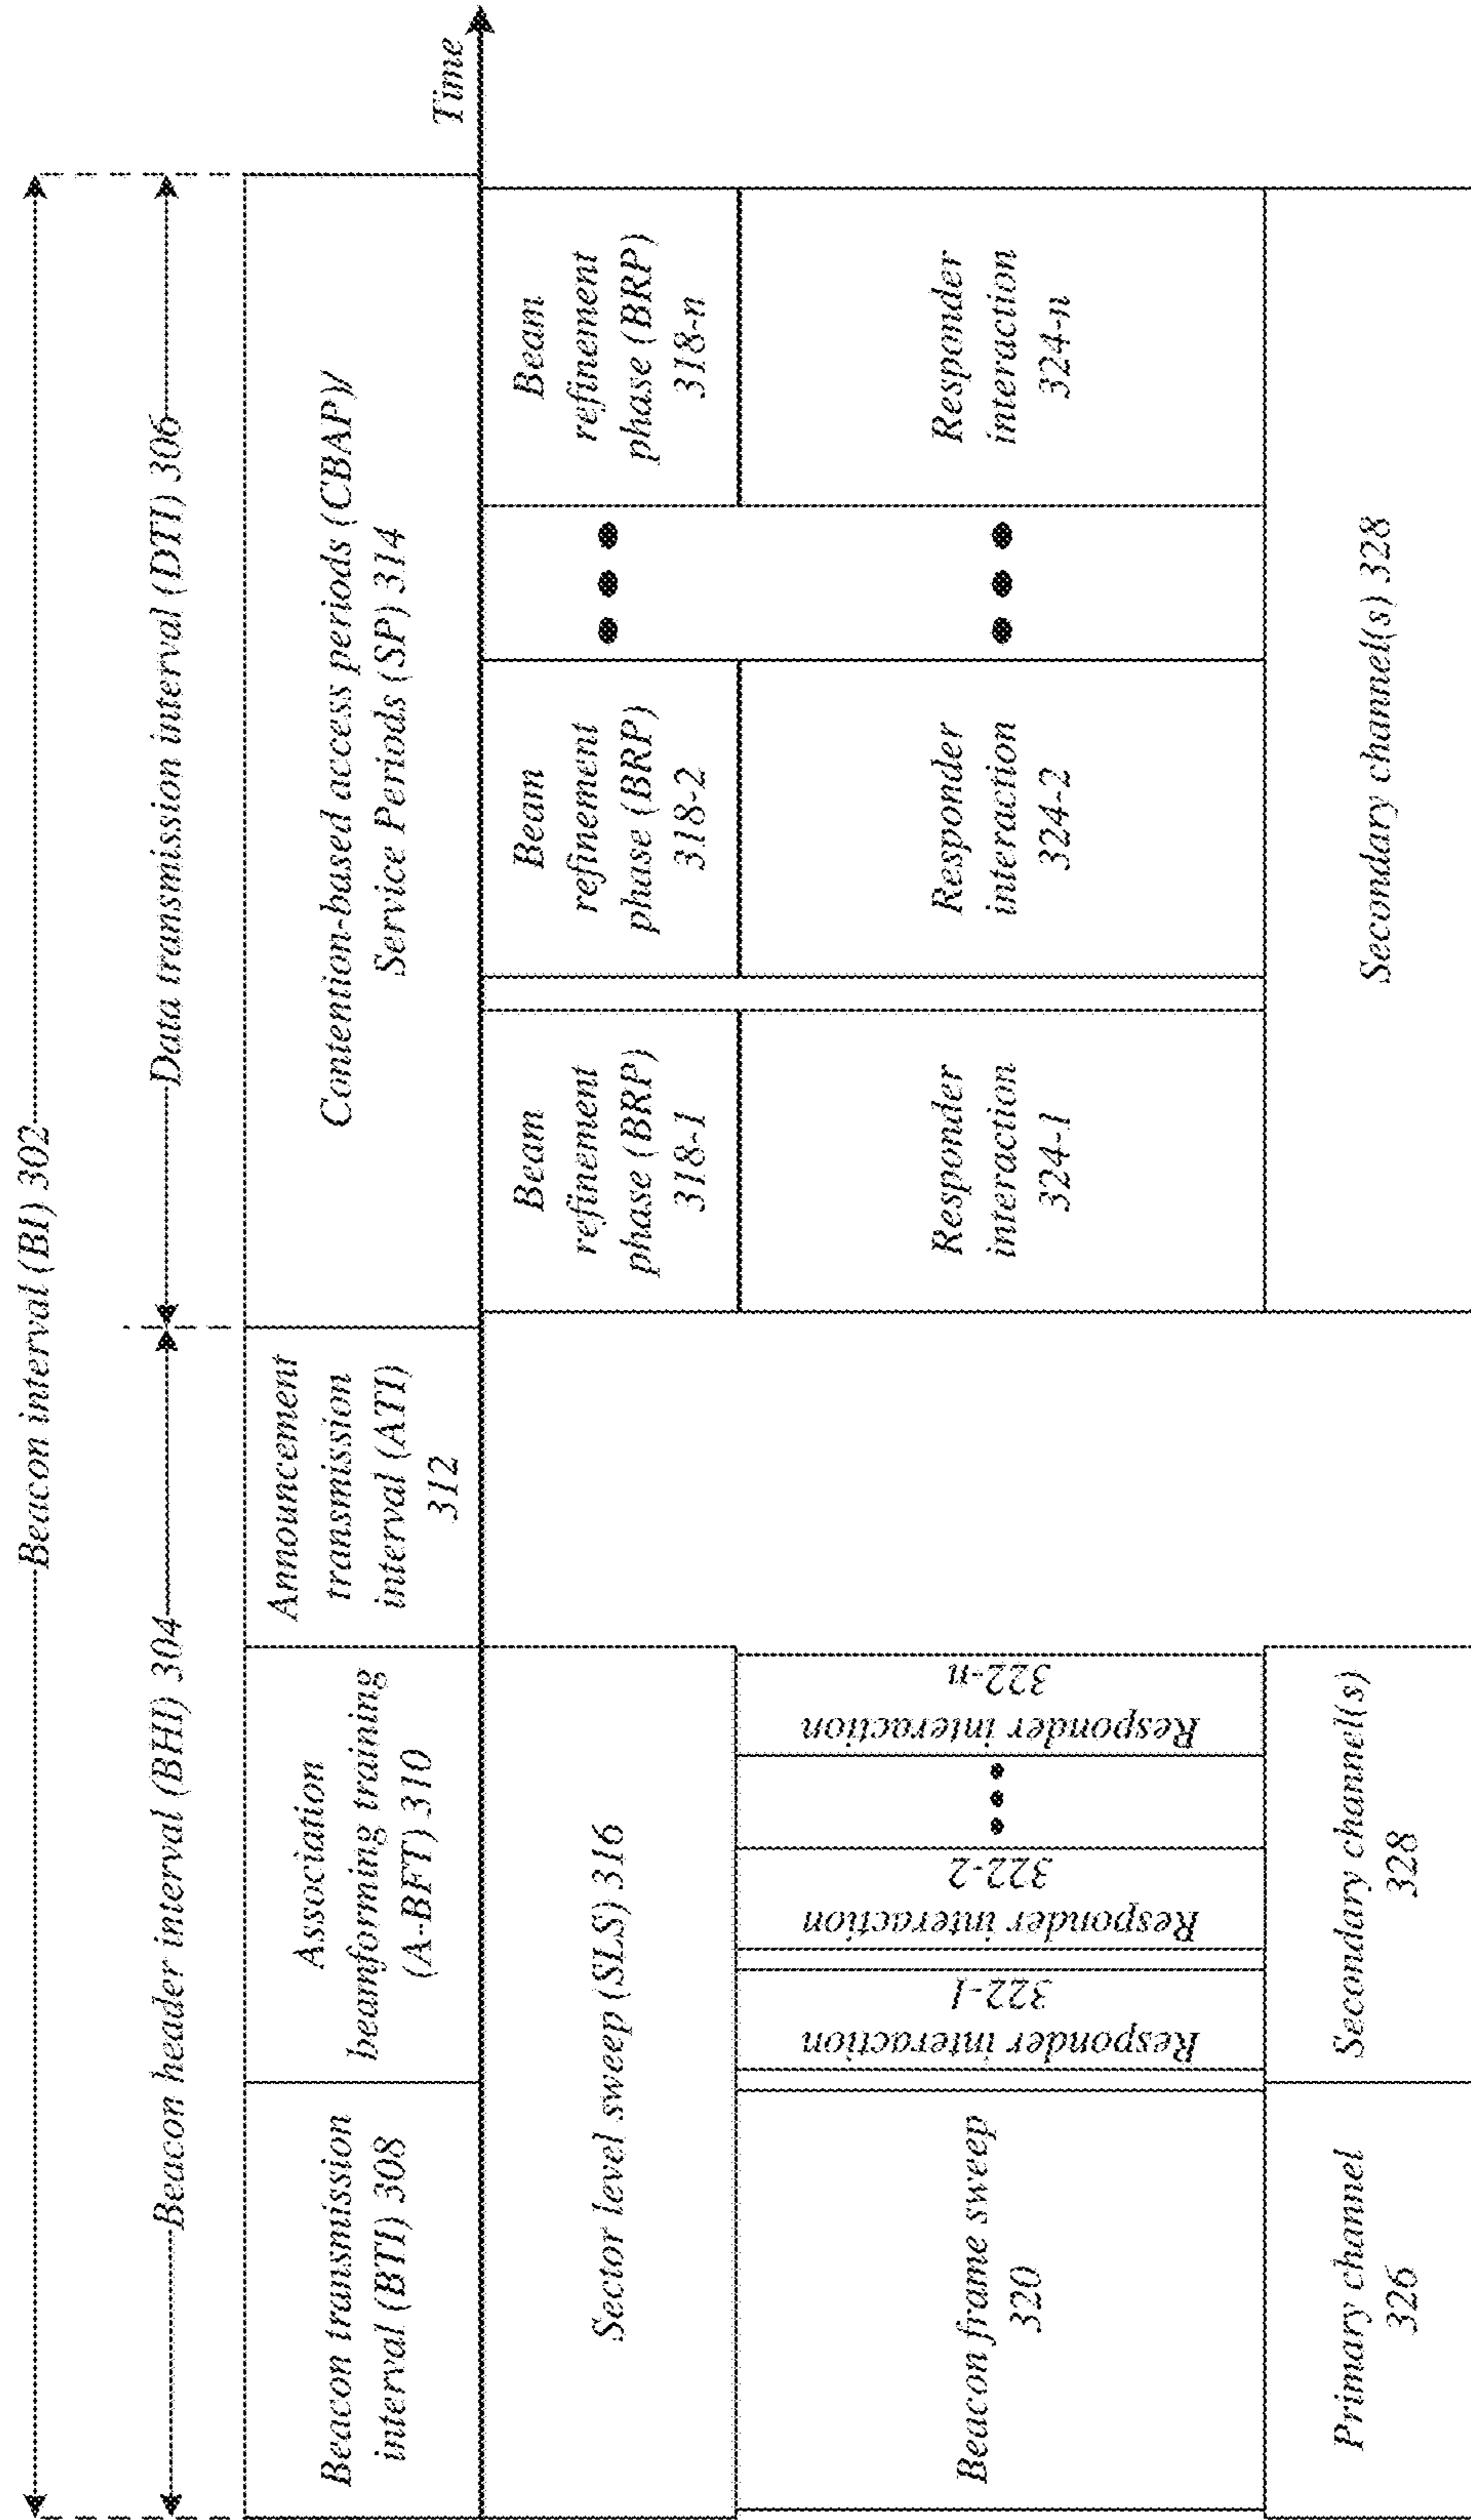 Beacon interval (BI) 302
Beacon header interval (BHI) 304
Data transmission interval (DTI) 306
Beacon transmission
interval (BTI) 308
Association
beamforming training
(A-BFT) 310
Announcement
transmission
interval (ATI)
312
Contention-based access periods (CBAP)/
Service Periods (SP) 314
Time
Sector level sweep (SLS) 316
Beam
refinement
phase (BRP)
318-1
Beam
refinement
phase (BRP)
318-2
Beam
refinement
phase (BRP)
318-n
Beacon frame sweep
320
Responder interaction
322-1
Responder interaction
322-2
Responder interaction
322-n
Responder
interaction
324-1
Responder
interaction
324-2
Responder
interaction
324-n
Primary channel
326
Secondary channel(s)
328
Secondary channel(s) 328